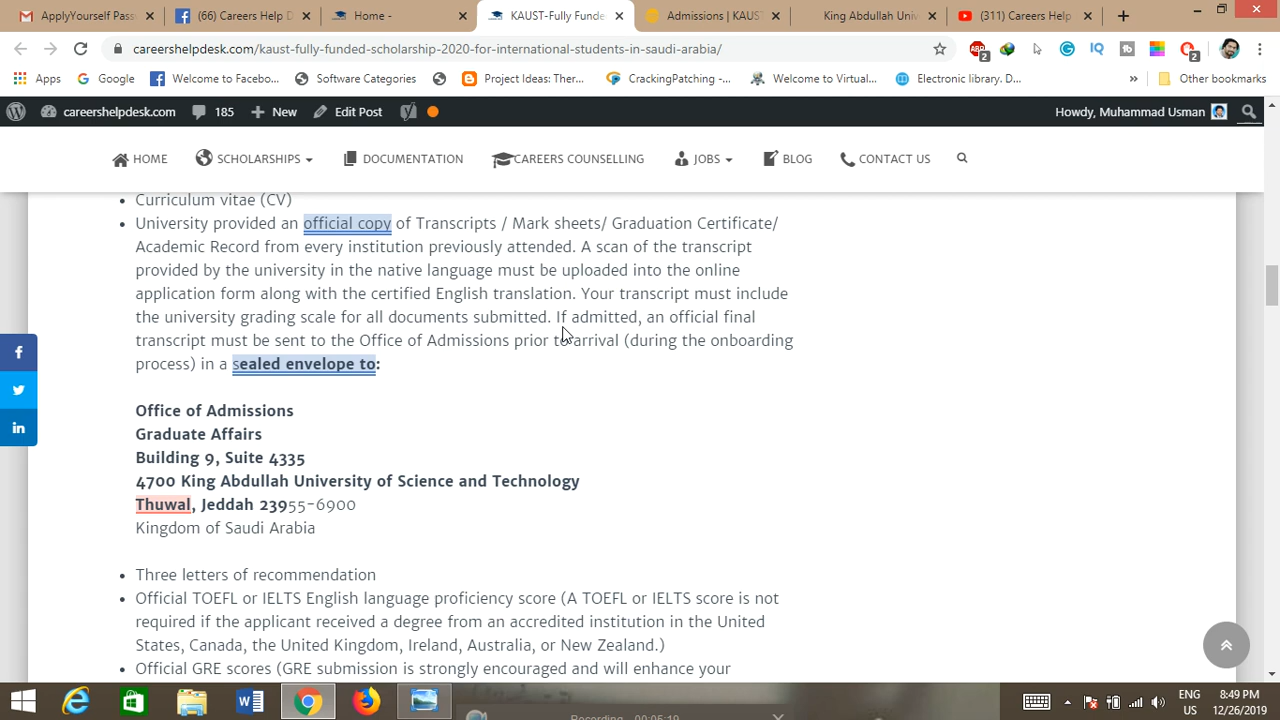 ApplyYourself Pass
(66) Careers Help D
Home -
KAUST-Fully Funde
Admissions | KAUST
King Abdullah Univ
(311) Careers Help
careershelpdesk.com/kaust-fully-funded-scholarship-2020-for-international-students-in-saudi-arabia/
Apps
Google
Welcome to Facebo...
Software Categories
Project Ideas: Ther...
CrackingPatching -...
Welcome to Virtual...
Electronic library. D...
Other bookmarks
careershelpdesk.com
185
New
Edit Post
Howdy, Muhammad Usman
HOME
SCHOLARSHIPS
DOCUMENTATION
CAREERS COUNSELLING
JOBS
BLOG
CONTACT US
Curriculum vitae (CV)
University provided an official copy of Transcripts / Mark sheets/ Graduation Certificate/
Academic Record from every institution previously attended. A scan of the transcript
provided by the university in the native language must be uploaded into the online
application form along with the certified English translation. Your transcript must include
the university grading scale for all documents submitted. If admitted, an official final
transcript must be sent to the Office of Admissions prior to arrival (during the onboarding
process) in a sealed envelope to:
Office of Admissions
Graduate Affairs
Building 9, Suite 4335
4700 King Abdullah University of Science and Technology
Thuwal, Jeddah 23955-6900
Kingdom of Saudi Arabia
Three letters of recommendation
Official TOEFL or IELTS English language proficiency score (A TOEFL or IELTS score is not
required if the applicant received a degree from an accredited institution in the United
States, Canada, the United Kingdom, Ireland, Australia, or New Zealand.)
Official GRE scores (GRE submission is strongly encouraged and will enhance your
ENG
US
8:49 PM
12/26/2019